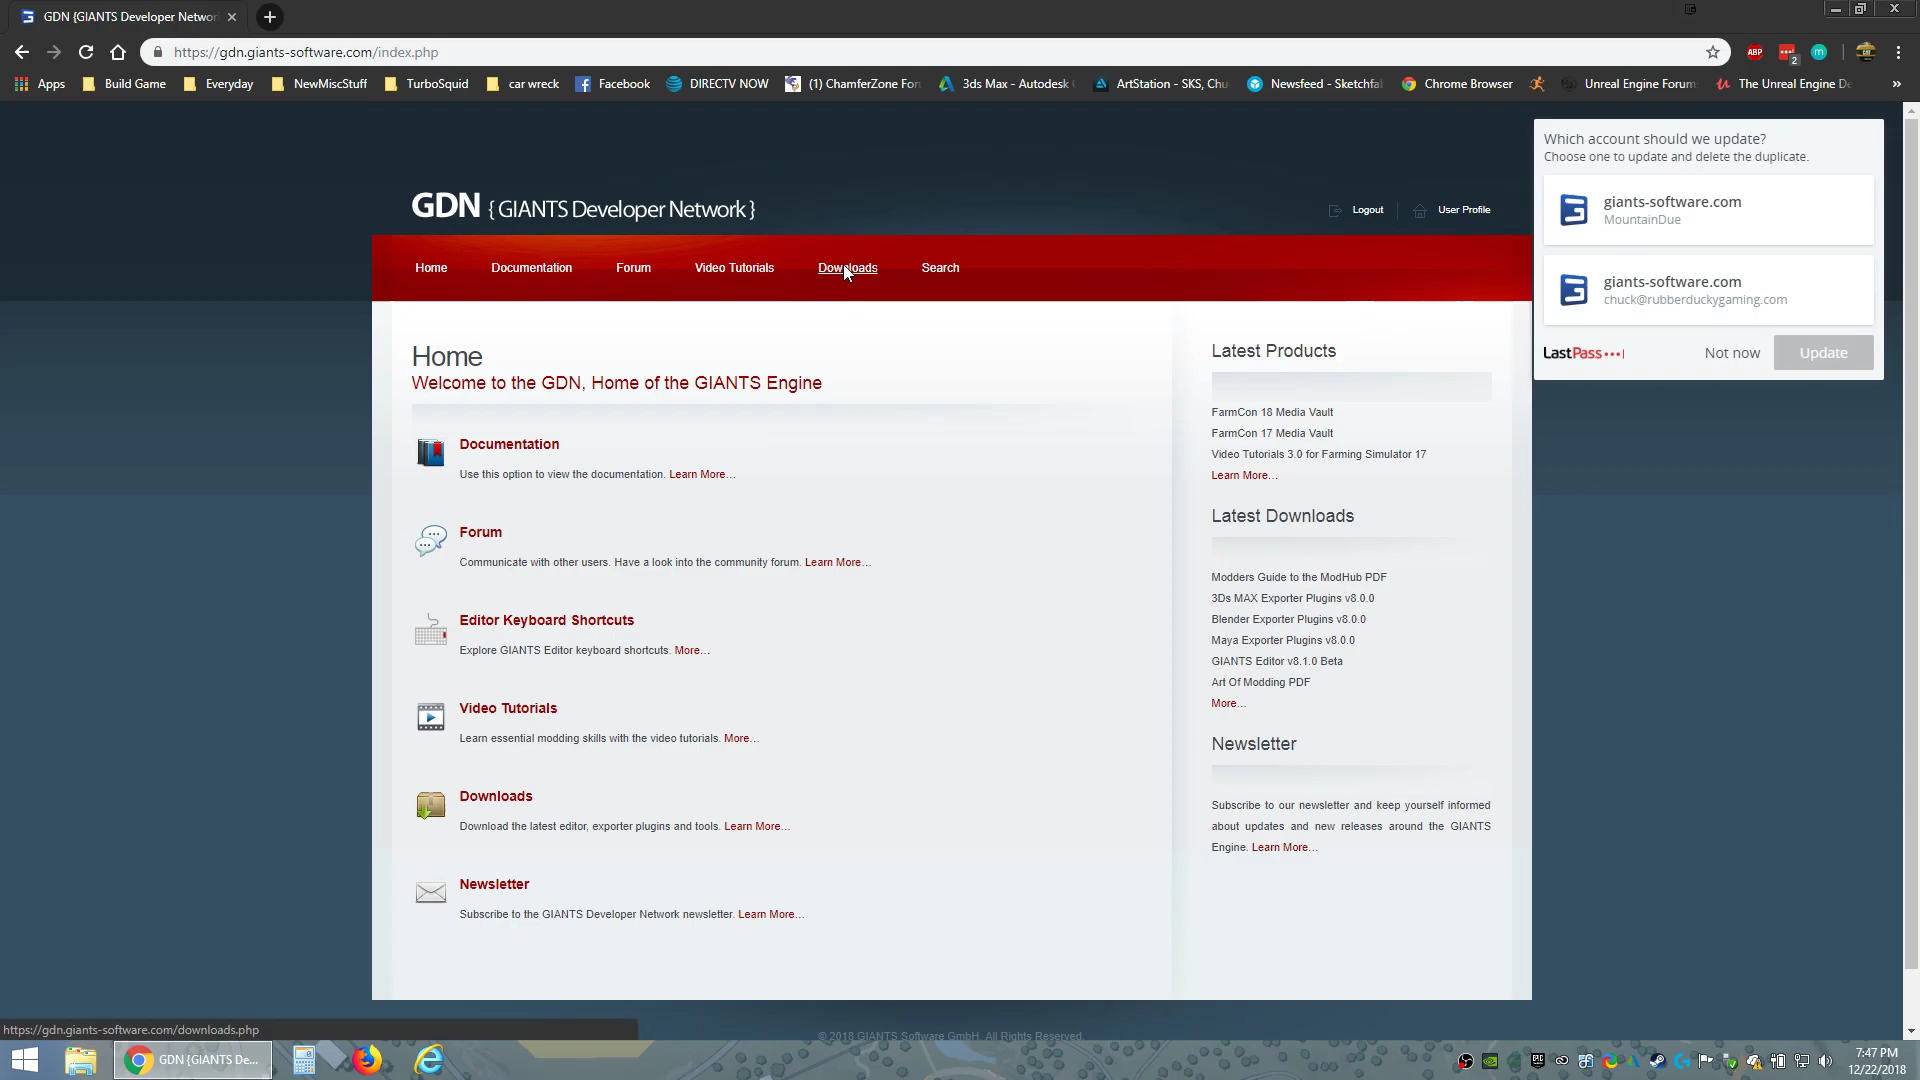 GDN {GIANTS Developer Networ
https://gdn.giants-software.com/index.php
ABP
2
m
Apps
Build Game
Everyday
NewMiscStuff
TurboSquid
car wreck
Facebook
DIRECTV NOW
(1) ChamferZone For
3ds Max - Autodesk
ArtStation - SKS, Chu
Newsfeed - Sketchfa
Chrome Browser
Unreal Engine Forum
The Unreal Engine De
»
Which account should we update?
Choose one to update and delete the duplicate.
giants-software.com
MountainDue
giants-software.com
chuck@rubberduckygaming.com
LastPass
Not now
Update
GDN { GIANTS Developer Network }
Logout
User Profile
Home
Documentation
Forum
Video Tutorials
Downloads
Search
Home
Welcome to the GDN, Home of the GIANTS Engine
Documentation
Use this option to view the documentation. Learn More…
Forum
Communicate with other users. Have a look into the community forum. Learn More…
Editor Keyboard Shortcuts
Explore GIANTS Editor keyboard shortcuts. More…
Video Tutorials
Learn essential modding skills with the video tutorials. More…
Downloads
Download the latest editor, exporter plugins and tools. Learn More…
Newsletter
Subscribe to the GIANTS Developer Network newsletter. Learn More…
Latest Products
FarmCon 18 Media Vault
FarmCon 17 Media Vault
Video Tutorials 3.0 for Farming Simulator 17
Learn More…
Latest Downloads
Modders Guide to the ModHub PDF
3Ds MAX Exporter Plugins v8.0.0
Blender Exporter Plugins v8.0.0
Maya Exporter Plugins v8.0.0
GIANTS Editor v8.1.0 Beta
Art Of Modding PDF
More…
Newsletter
Subscribe to our newsletter and keep yourself informed
about updates and new releases around the GIANTS
Engine. Learn More…
https://gdn.giants-software.com/downloads.php
© 2018 GIANTS Software GmbH. All Rights Reserved.
GDN {GIANTS De...
7:47 PM
12/22/2018